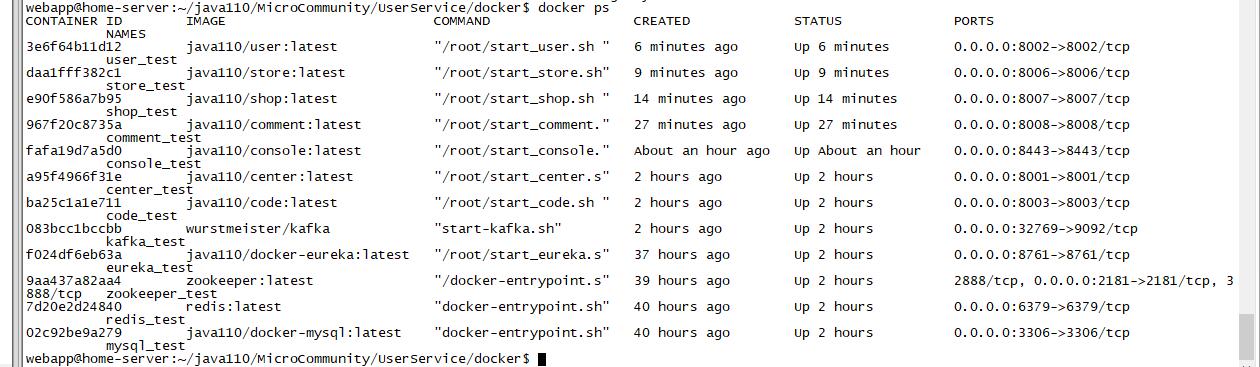 webapp@home-server:~/java110/MicroCommunity/UserService/docker$ docker ps
CONTAINER ID        IMAGE                          COMMAND                  CREATED             STATUS              PORTS
          NAMES
3e6f64b11d12        java110/user:latest            "/root/start_user.sh "   6 minutes ago       Up 6 minutes        0.0.0.0:8002->8002/tcp
          user_test
daa1fff382c1        java110/store:latest           "/root/start_store.sh"   9 minutes ago       Up 9 minutes        0.0.0.0:8006->8006/tcp
          store_test
e90f586a7b95        java110/shop:latest            "/root/start_shop.sh "   14 minutes ago      Up 14 minutes       0.0.0.0:8007->8007/tcp
          shop_test
967f20c8735a        java110/comment:latest         "/root/start_comment."   27 minutes ago      Up 27 minutes       0.0.0.0:8008->8008/tcp
          comment_test
fafa19d7a5d0        java110/console:latest         "/root/start_console."   About an hour ago   Up About an hour    0.0.0.0:8443->8443/tcp
          console_test
a95f4966f31e        java110/center:latest          "/root/start_center.s"   2 hours ago         Up 2 hours          0.0.0.0:8001->8001/tcp
          center_test
ba25c1a1e711        java110/code:latest            "/root/start_code.sh "   2 hours ago         Up 2 hours          0.0.0.0:8003->8003/tcp
          code_test
083bcc1bccbb        wurstmeister/kafka             "start-kafka.sh"         2 hours ago         Up 2 hours          0.0.0.0:32769->9092/tcp
          kafka_test
f024df6eb63a        java110/docker-eureka:latest   "/root/start_eureka.s"   37 hours ago        Up 2 hours          0.0.0.0:8761->8761/tcp
          eureka_test
9aa437a82aa4        zookeeper:latest               "/docker-entrypoint.s"   39 hours ago        Up 2 hours          2888/tcp, 0.0.0.0:2181->2181/tcp, 3
888/tcp   zookeeper_test
7d20e2d24840        redis:latest                   "docker-entrypoint.sh"   40 hours ago        Up 2 hours          0.0.0.0:6379->6379/tcp
          redis_test
02c92be9a279        java110/docker-mysql:latest    "docker-entrypoint.sh"   40 hours ago        Up 2 hours          0.0.0.0:3306->3306/tcp
          mysql_test
webapp@home-server:~/java110/MicroCommunity/UserService/docker$